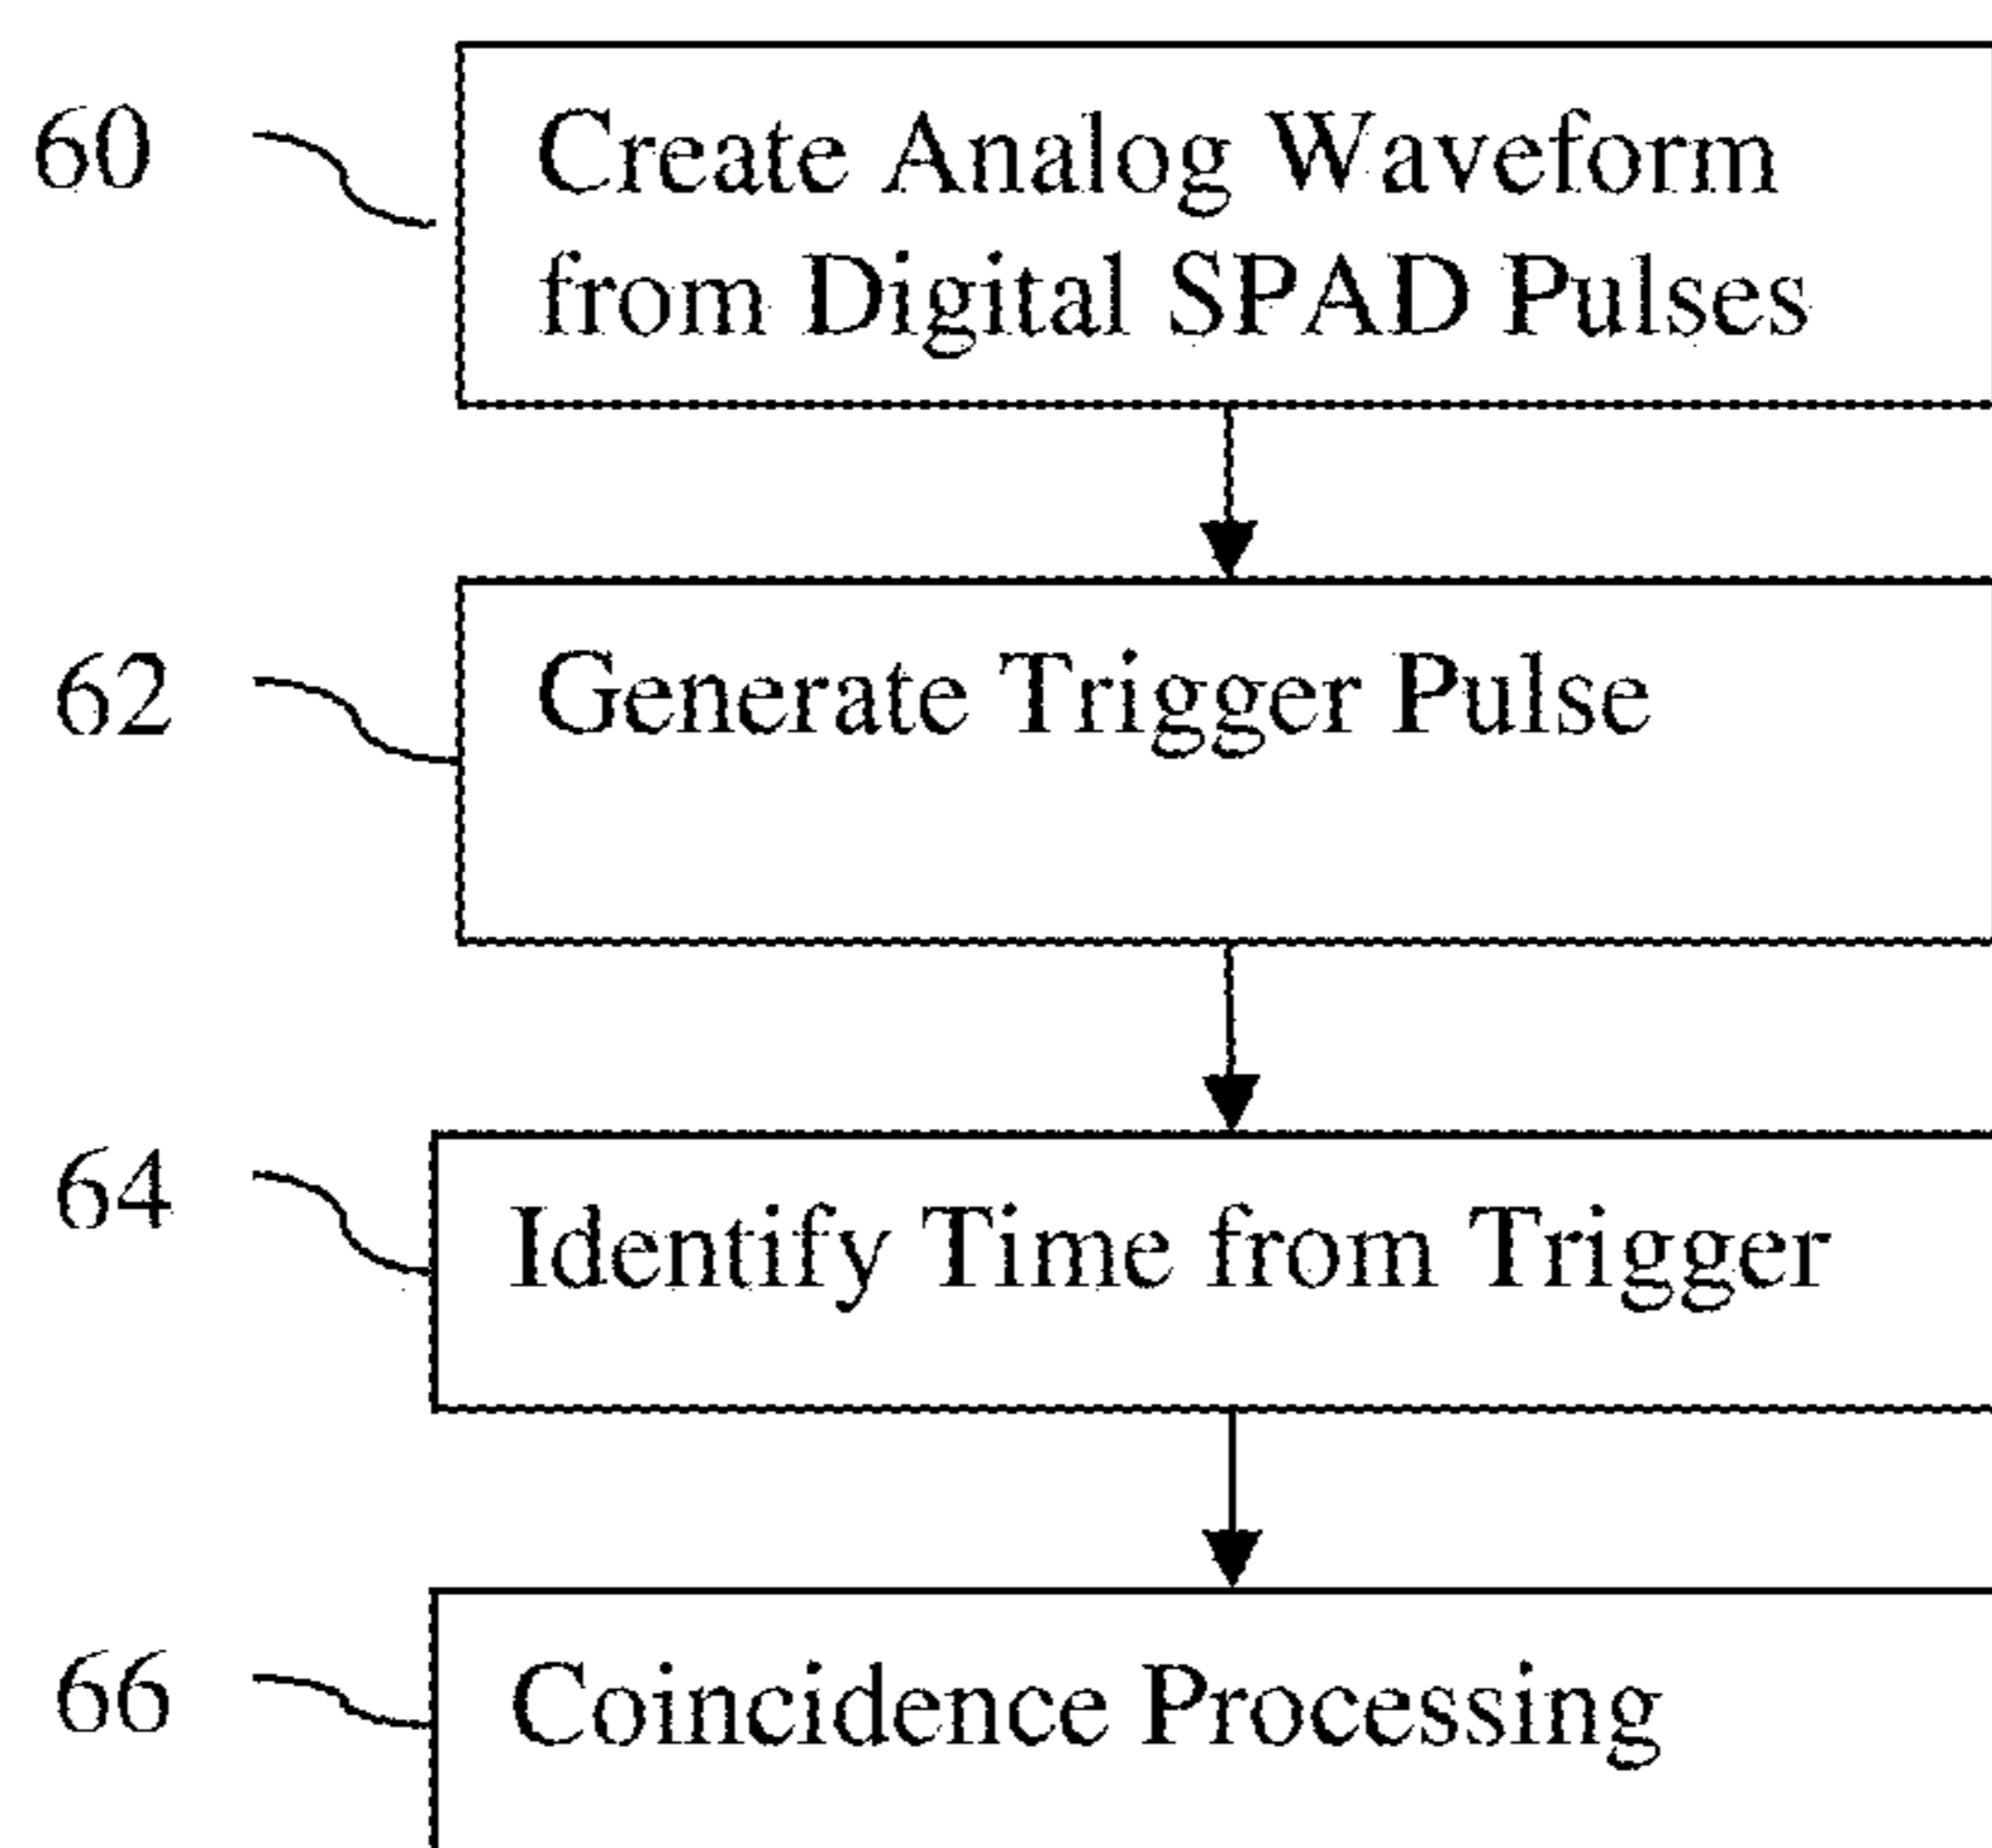 60
Create Analog Waveform
from Digital SPAD Pulses
62
Generate Trigger Pulse
64
Identify Time from Trigger
66
Coincidence Processing